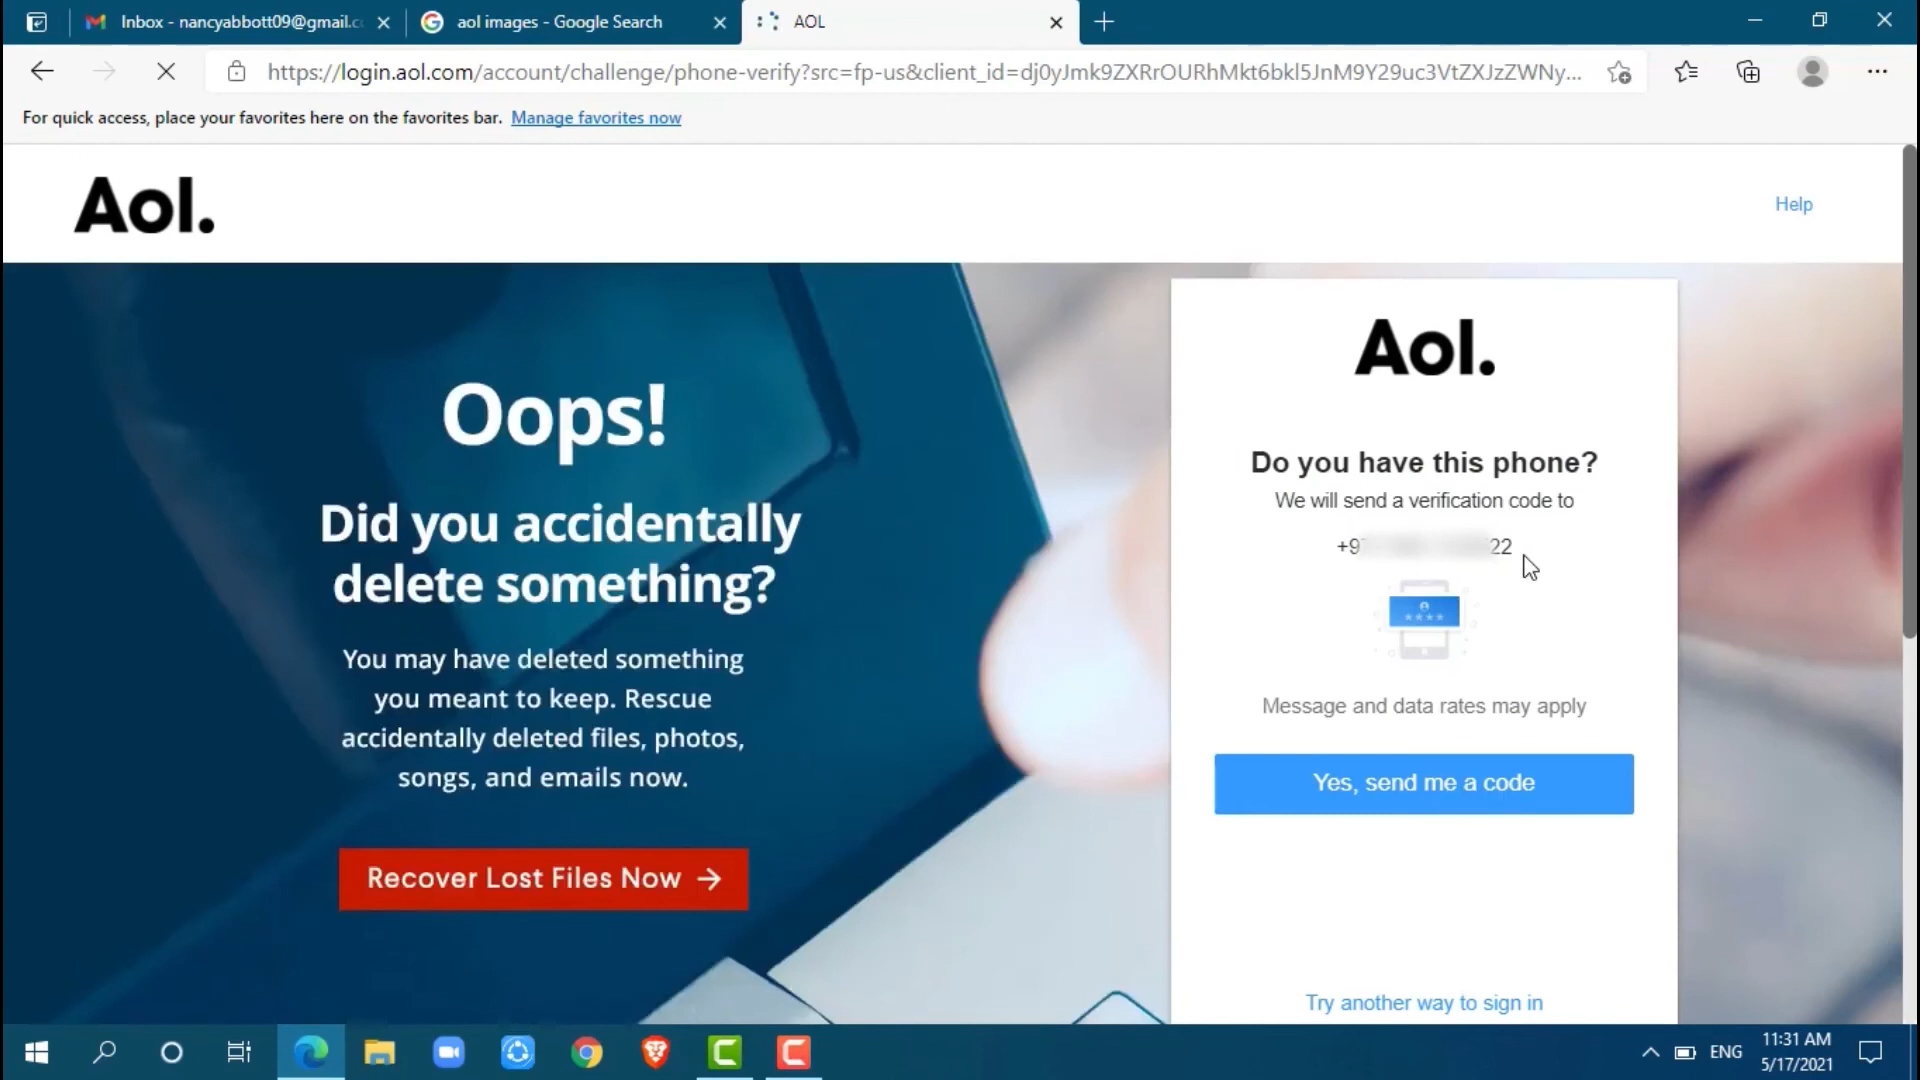 Inbox - nancyabbott09@gmail.c
aol images - Google Search
AOL
https://login.aol.com/account/challenge/phone-verify?src=fp-us&client_id=dj0yJmk9ZXRrOURhMkt6bkl5JnM9Y29uc3VtZXJzZWNy...
For quick access, place your favorites here on the favorites bar. Manage favorites now
Aol.
Help
Oops!
Did you accidentally
delete something?
You may have deleted something
you meant to keep. Rescue
accidentally deleted files, photos,
songs, and emails now.
Recover Lost Files Now →
Aol.
Do you have this phone?
We will send a verification code to
+9 22
Message and data rates may apply
Yes, send me a code
Try another way to sign in
ENG
11:31 AM
5/17/2021